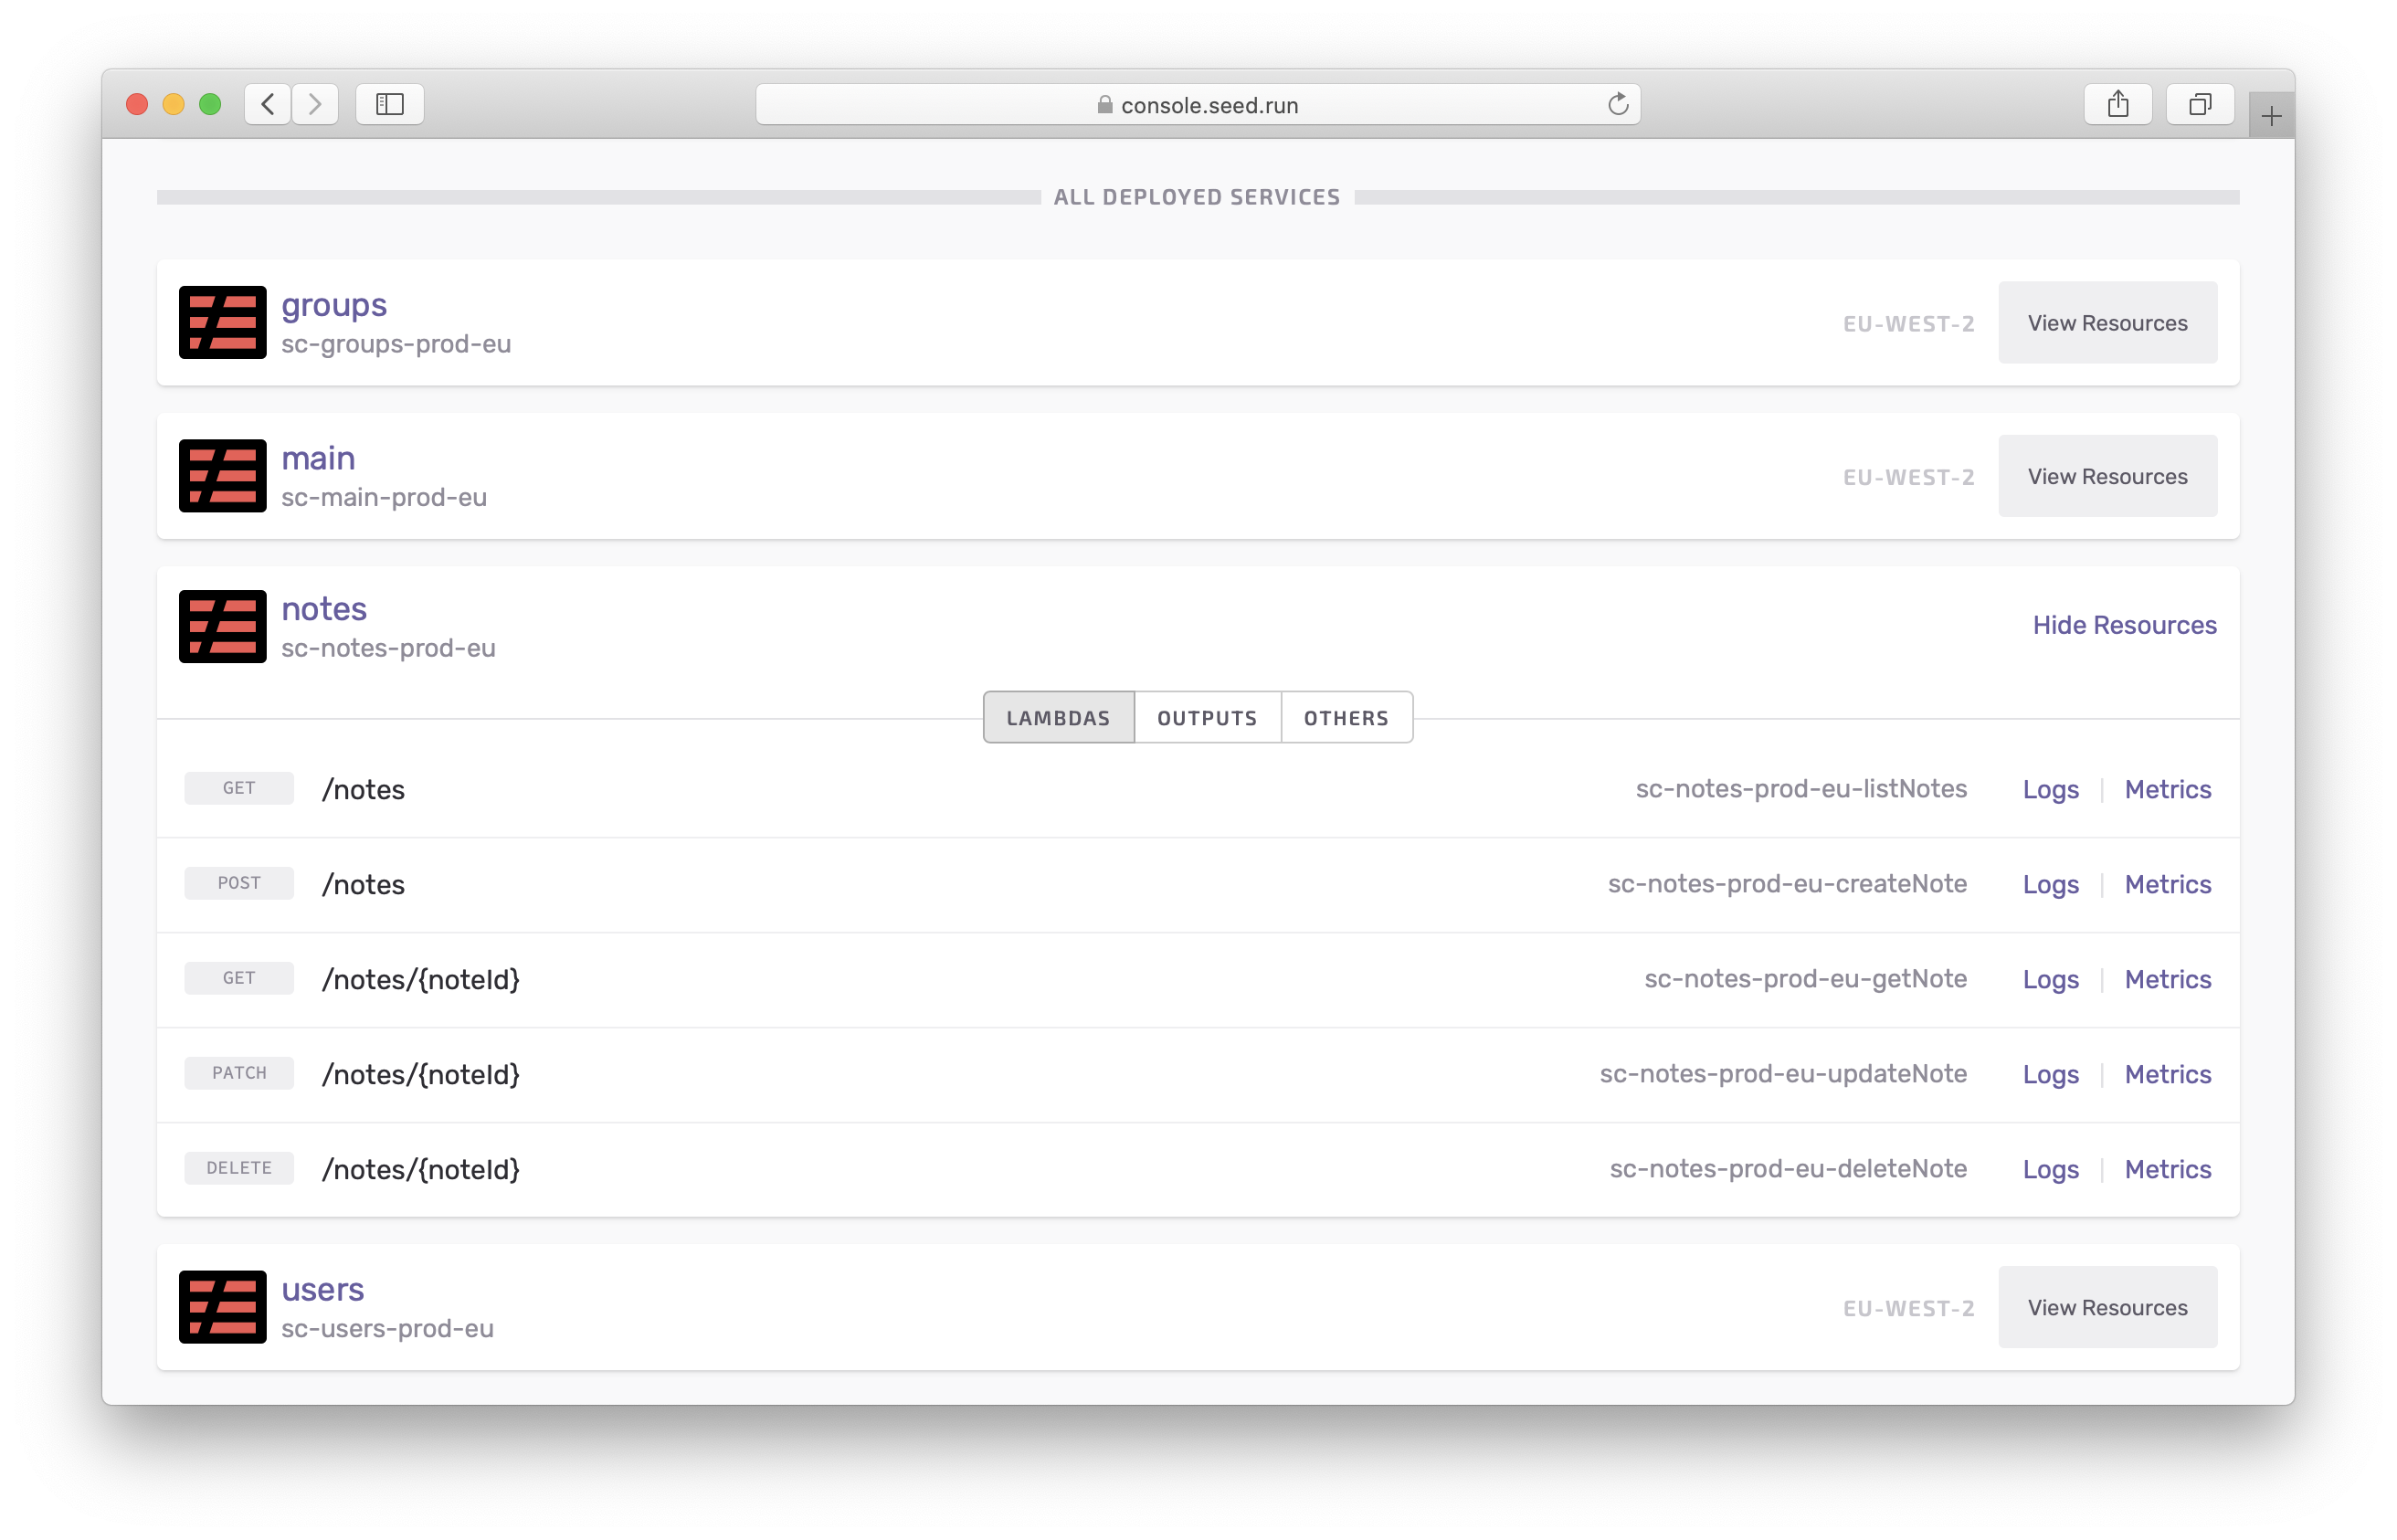 console.seed.run
ALL DEPLOYED SERVICES
groups
sc-groups-prod-eu
EU-WEST-2
View Resources
main
sc-main-prod-eu
EU-WEST-2
View Resources
notes
sc-notes-prod-eu
Hide Resources
LAMBDAS OUTPUTS OTHERS
GET /notes sc-notes-prod-eu-listNotes Logs Metrics
POST /notes sc-notes-prod-eu-createNote Logs Metrics
GET /notes/{noteId} sc-notes-prod-eu-getNote Logs Metrics
PATCH /notes/{noteId} sc-notes-prod-eu-updateNote Logs Metrics
DELETE /notes/{noteId} sc-notes-prod-eu-deleteNote Logs Metrics
users
sc-users-prod-eu
EU-WEST-2
View Resources